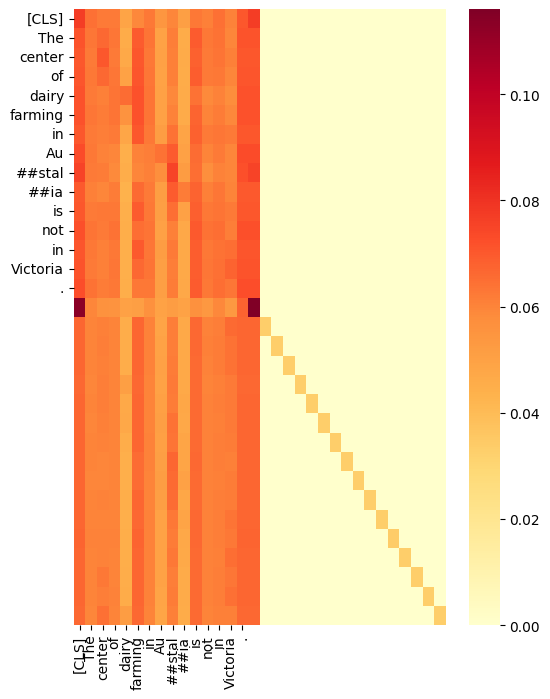 [CLS]
The
center
of
dairy
farming
in
Au
##stal
##ia
is
not
in
Victoria
.
[CLS]
The
center
of
dairy
farming
in
Au
##stal
##ia
is
not
in
Victoria
.
0.10
0.08
0.06
0.04
0.02
0.00